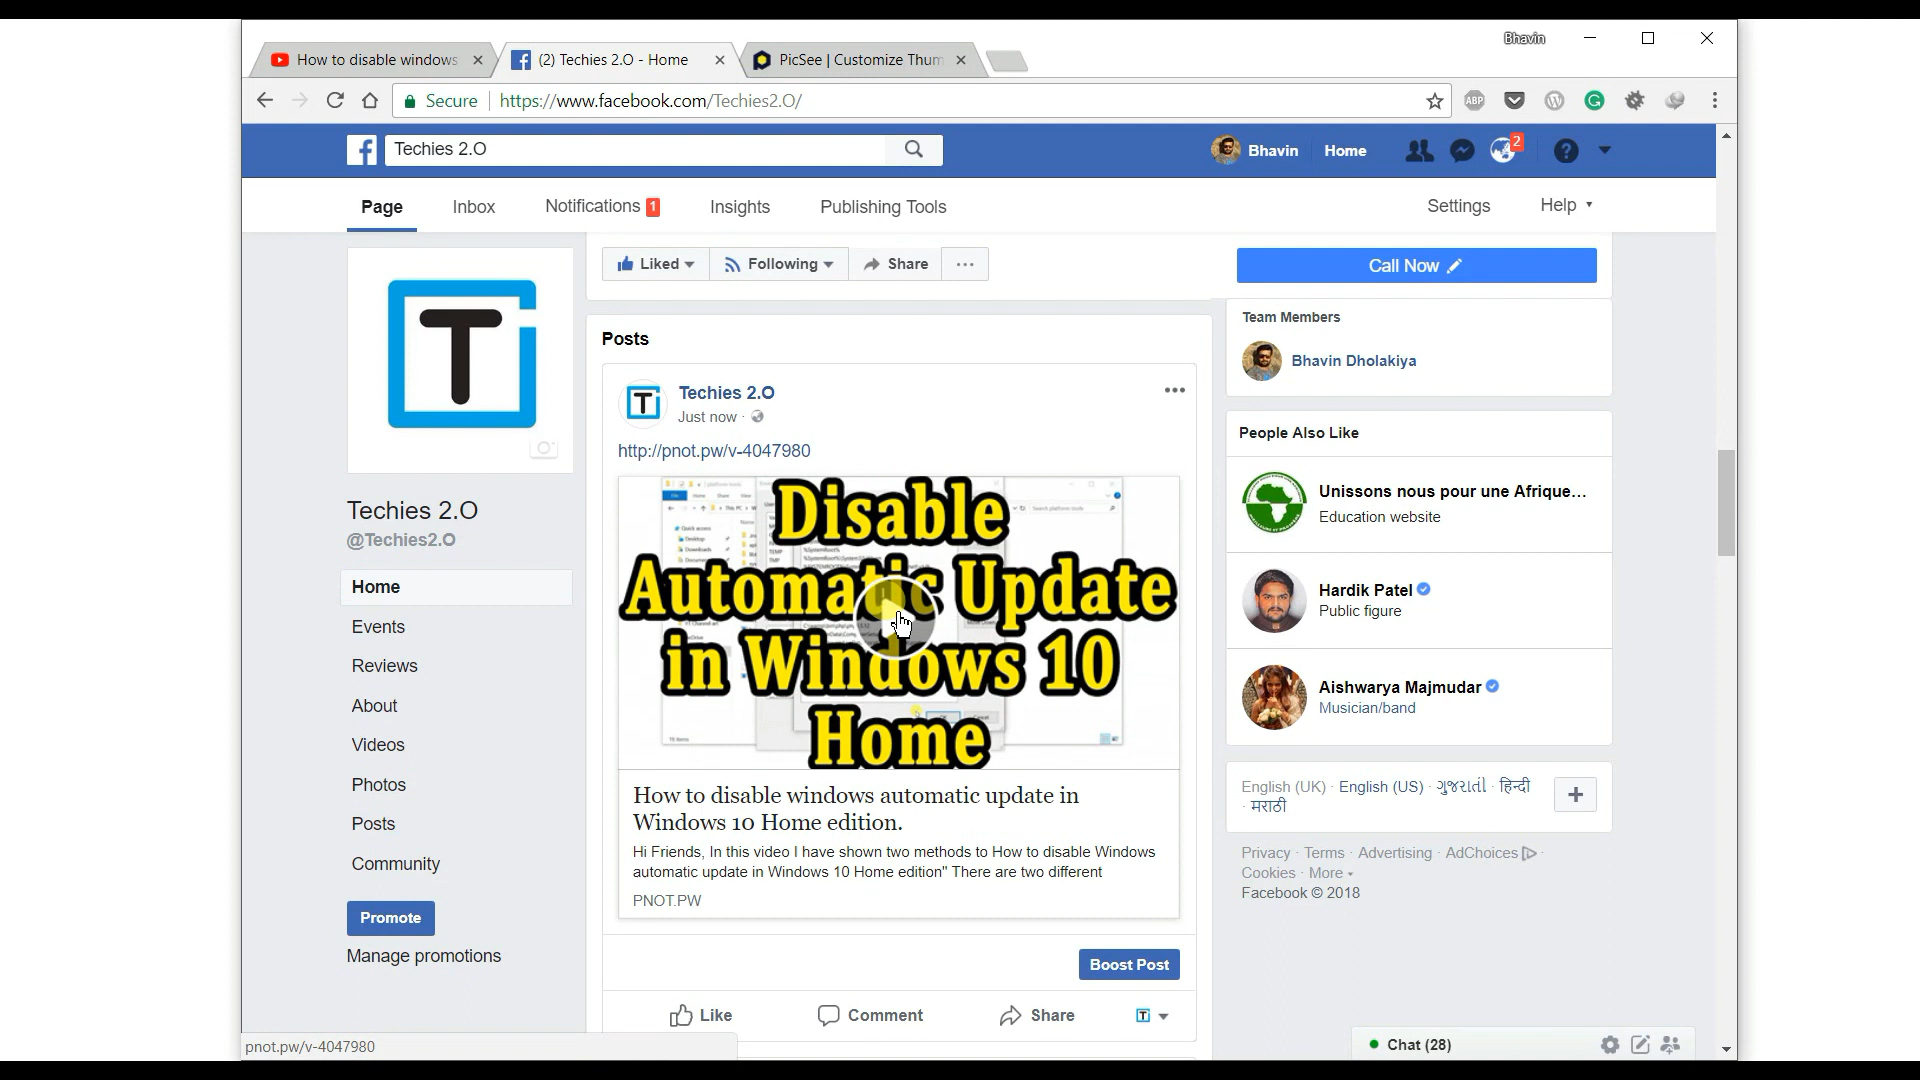 Bhavin
How to disable windows
(2) Techies 2.O - Home
PicSee | Customize Thum
Secure
https://www.facebook.com/Techies2.O/
ABP
Techies 2.O
Bhavin
Home
2
Page
Inbox
Notifications 1
Insights
Publishing Tools
Settings
Help
Liked
Following
Share
Call Now
T
Techies 2.O
@Techies2.O
Home
Events
Reviews
About
Videos
Photos
Posts
Community
Promote
Manage promotions
Posts
Techies 2.O
Just now
http://pnot.pw/v-4047980
Disable
Automatic Update
in Windows 10
Home
How to disable windows automatic update in
Windows 10 Home edition.
Hi Friends, In this video I have shown two methods to How to disable Windows
automatic update in Windows 10 Home edition" There are two different
PNOT.PW
Boost Post
Like
Comment
Share
Team Members
Bhavin Dholakiya
People Also Like
Unissons nous pour une Afrique...
Education website
Hardik Patel
Public figure
Aishwarya Majmudar
Musician/band
English (UK) · English (US) · ગુજરાતી · हिन्दी
· मराठी
Privacy · Terms · Advertising · AdChoices ·
Cookies · More
Facebook © 2018
Chat (28)
pnot.pw/v-4047980